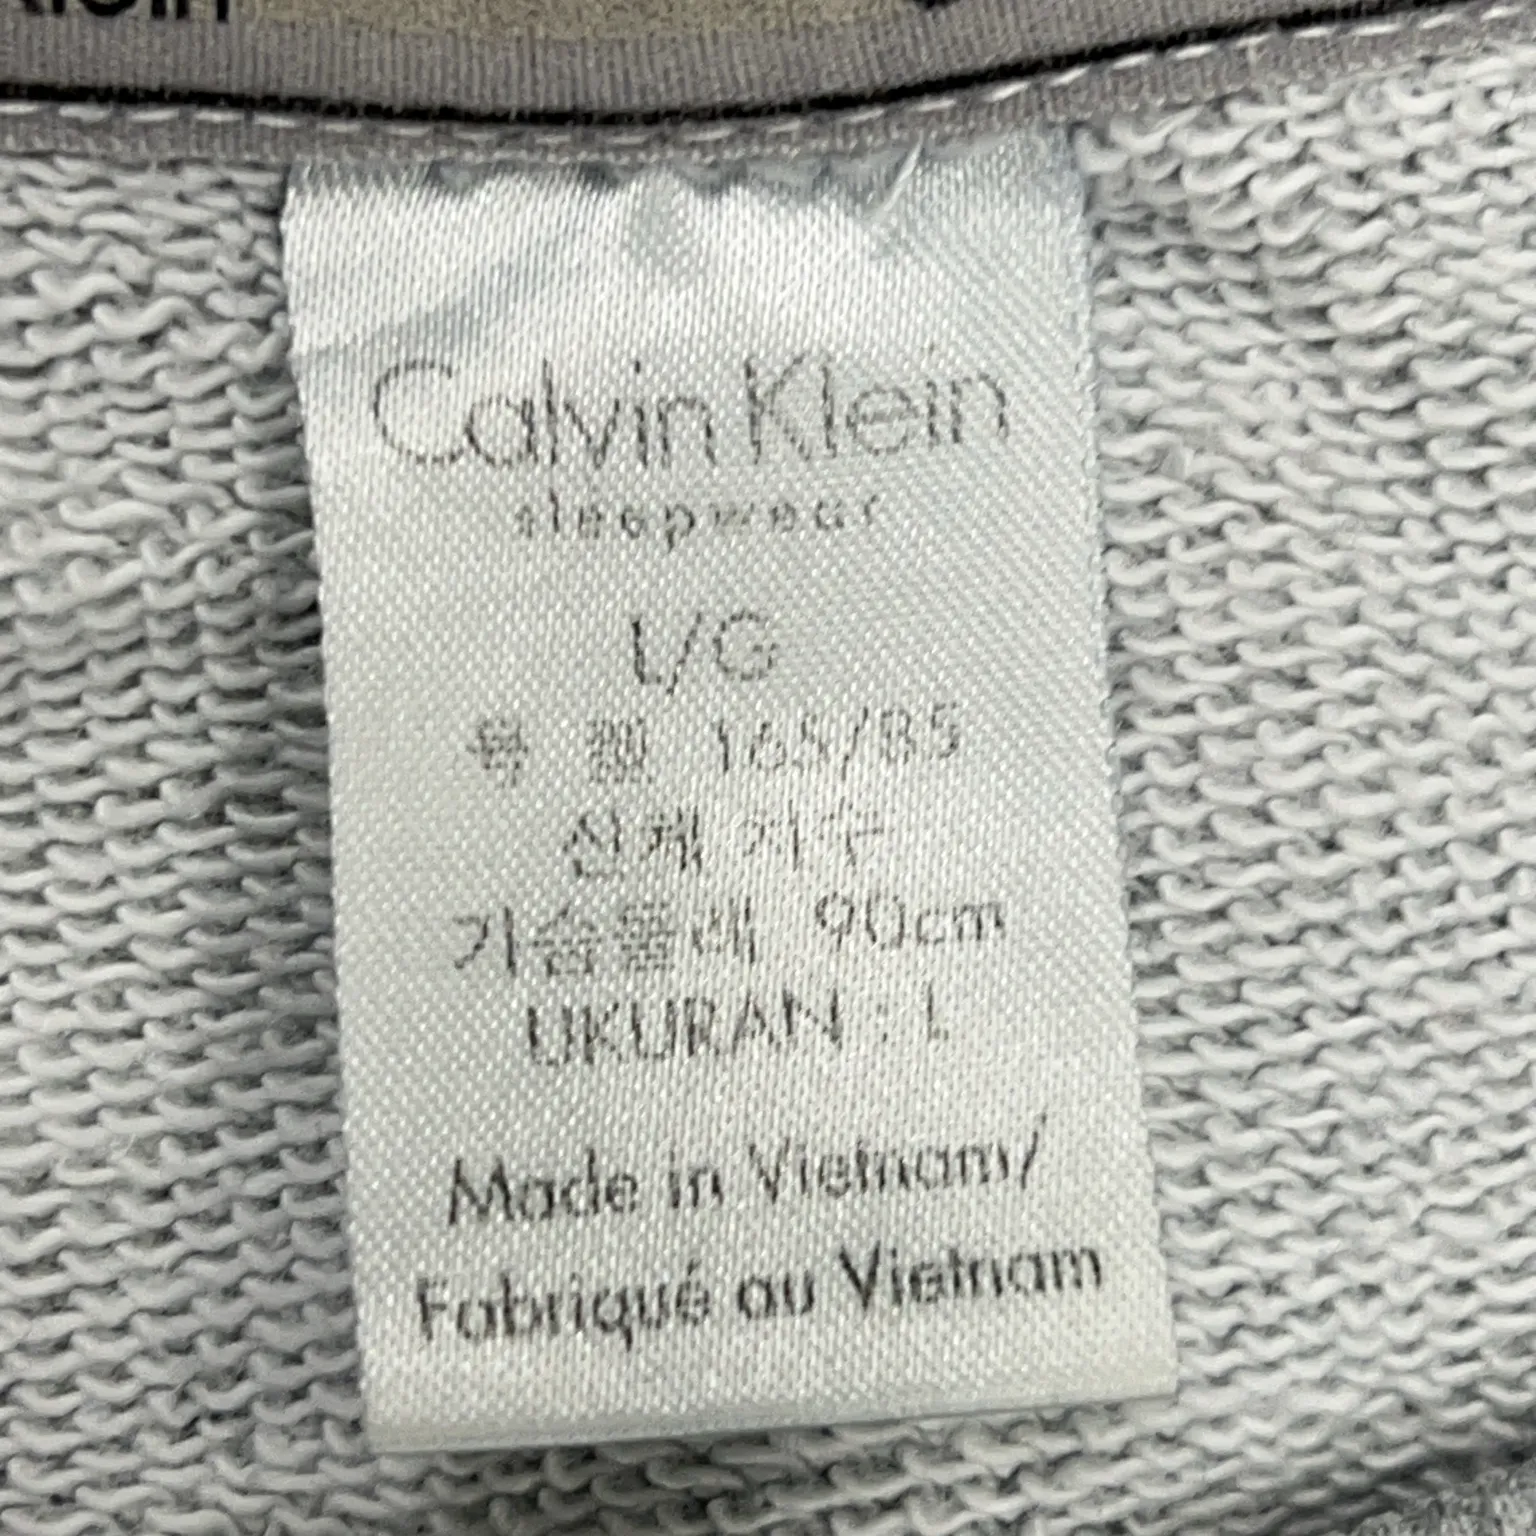 Klein
Calvin Klein
sleepwear
L/G
号 型 165/85
신체 치수
가슴둘레 90cm
UKURAN : L
Made in Vietnam/
Fabriqué au Vietnam